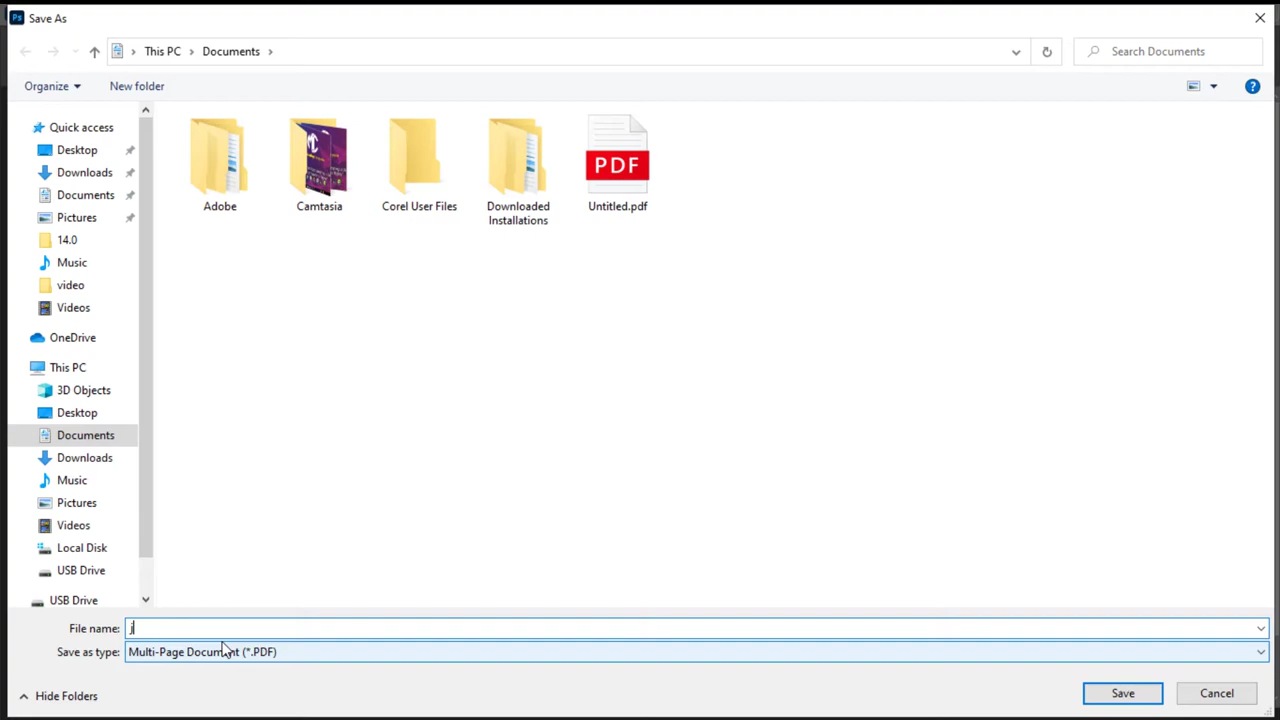 Ps Save As
This PC
Documents
Search Documents
Organize
New folder
Quick access
Desktop
Downloads
Documents
Pictures
14.0
Music
video
Videos
OneDrive
This PC
3D Objects
Desktop
Documents
Downloads
Music
Pictures
Videos
Local Disk
USB Drive
USB Drive
Adobe
Camtasia
Corel User Files
Downloaded
Installations
PDF
Untitled.pdf
File name: j
Save as type: Multi-Page Document (*.PDF)
Hide Folders
Save
Cancel